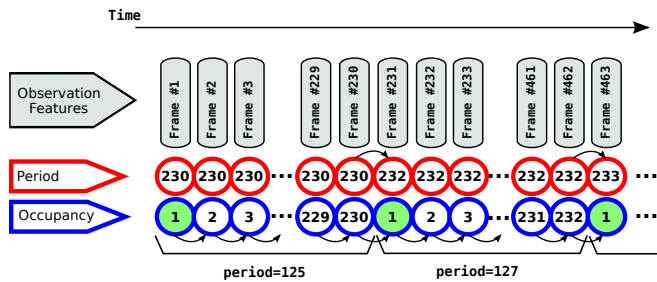 Time
Observation
Features
Frame #1 Frame #2 Frame #3 Frame #229 Frame #230 Frame #231 Frame #232 Frame #233 Frame #461 Frame #462 Frame #463
Period 230 230 230 ... 230 230 232 232 232 ... 232 232 233 ...
Occupancy 1 2 3 ... 229 230 1 2 3 ... 231 232 1 ...
period=125 period=127